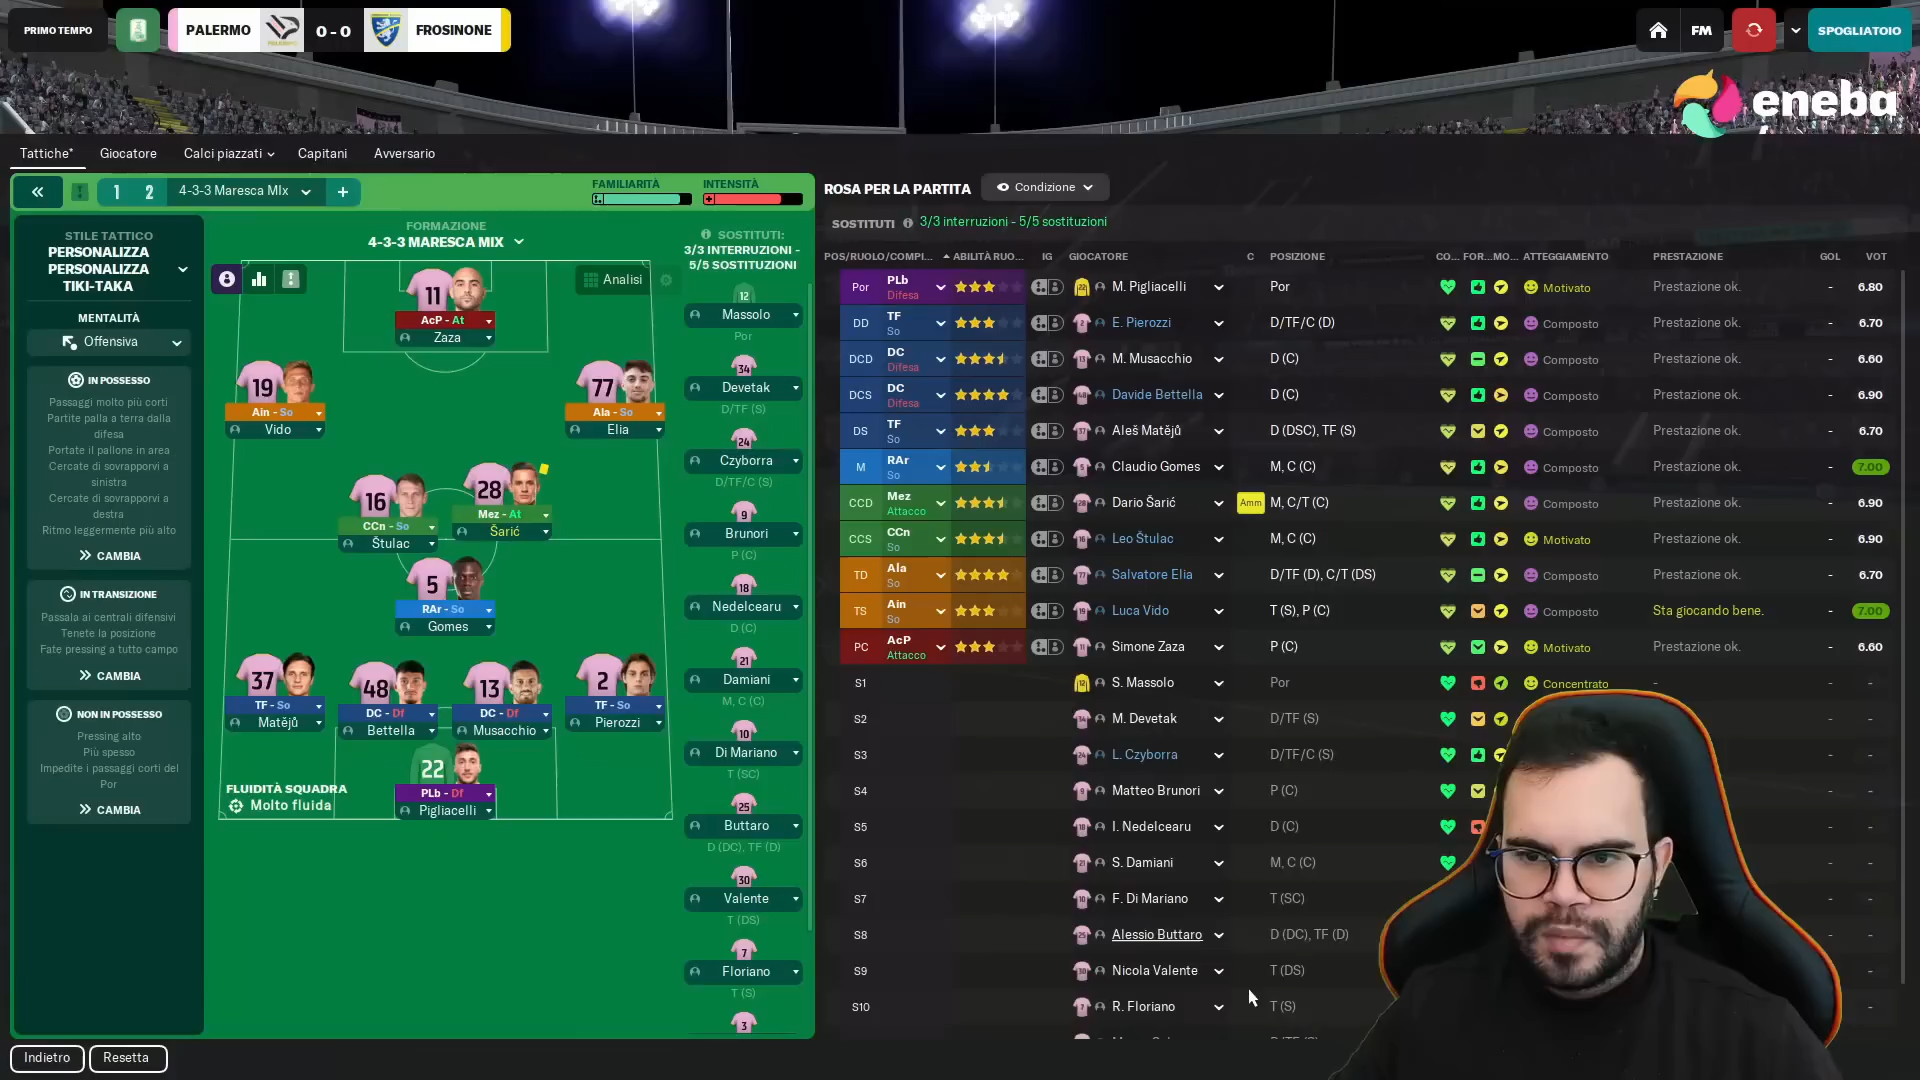 PRIMO TEMPO
PALERMO
0 - 0
FROSINONE
FM
SPOGLIATOIO
eneba
Tattiche*
Giocatore
Calci piazzati
Capitani
Avversario
1
2
4-3-3 Maresca MIx
+
FAMILIARITÀ
INTENSITÀ
STILE TATTICO
PERSONALIZZA
PERSONALIZZA
TIKI-TAKA
MENTALITÀ
Offensiva
IN POSSESSO
Passaggi molto più corti
Partite palla a terra dalla
difesa
Portate il pallone in area
Cercate di sovrapporvi a
sinistra
Cercate di sovrapporvi a
destra
Ritmo leggermente più alto
CAMBIA
IN TRANSIZIONE
Passala ai centrali difensivi
Tenete la posizione
Fate pressing a tutto campo
CAMBIA
NON IN POSSESSO
Pressing alto
Più spesso
Impedite i passaggi corti del
Por
CAMBIA
FORMAZIONE
4-3-3 MARESCA MIX
Analisi
11
AcP - At
Zaza
19
Ain - So
Vido
77
Ala - So
Elia
16
CCn - So
Štulac
28
Mez - At
Šarić
5
RAr - So
Gomes
37
TF - So
Matějů
48
DC - Df
Bettella
13
DC - Df
Musacchio
2
TF - So
Pierozzi
22
PLb - Df
Pigliacelli
FLUIDITÀ SQUADRA
Molto fluida
SOSTITUTI:
3/3 INTERRUZIONI -
5/5 SOSTITUZIONI
12
Massolo
Por
34
Devetak
D/TF (S)
24
Czyborra
D/TF/C (S)
9
Brunori
P (C)
18
Nedelcearu
D (C)
21
Damiani
M, C (C)
10
Di Mariano
T (SC)
25
Buttaro
D (DC), TF (D)
30
Valente
T (DS)
7
Floriano
T (S)
3
ROSA PER LA PARTITA
Condizione
SOSTITUTI
3/3 interruzioni - 5/5 sostituzioni
POS/RUOLO/COMPI... ABILITÀ RUO... IG GIOCATORE C POSIZIONE CO... FOR... MO... ATTEGGIAMENTO PRESTAZIONE GOL VOT
Por PLb Difesa M. Pigliacelli Por Motivato Prestazione ok. - 6.80
DD TF So E. Pierozzi D/TF/C (D) Composto Prestazione ok. - 6.70
DCD DC Difesa M. Musacchio D (C) Composto Prestazione ok. - 6.60
DCS DC Difesa Davide Bettella D (C) Composto Prestazione ok. - 6.90
DS TF So Aleš Matějů D (DSC), TF (S) Composto Prestazione ok. - 6.70
M RAr So Claudio Gomes M, C (C) Composto Prestazione ok. - 7.00
CCD Mez Attacco Dario Šarić Amm M, C/T (C) Composto Prestazione ok. - 6.90
CCS CCn So Leo Štulac M, C (C) Motivato Prestazione ok. - 6.90
TD Ala So Salvatore Elia D/TF (D), C/T (DS) Composto Prestazione ok. - 6.70
TS Ain So Luca Vido T (S), P (C) Composto Sta giocando bene. - 7.00
PC AcP Attacco Simone Zaza P (C) Motivato Prestazione ok. - 6.60
S1 S. Massolo Por Concentrato - - -
S2 M. Devetak D/TF (S) - -
S3 L. Czyborra D/TF/C (S) - -
S4 Matteo Brunori P (C) - -
S5 I. Nedelcearu D (C) - -
S6 S. Damiani M, C (C) - -
S7 F. Di Mariano T (SC) - -
S8 Alessio Buttaro D (DC), TF (D) - -
S9 Nicola Valente T (DS) -
S10 R. Floriano T (S) -
Indietro
Resetta